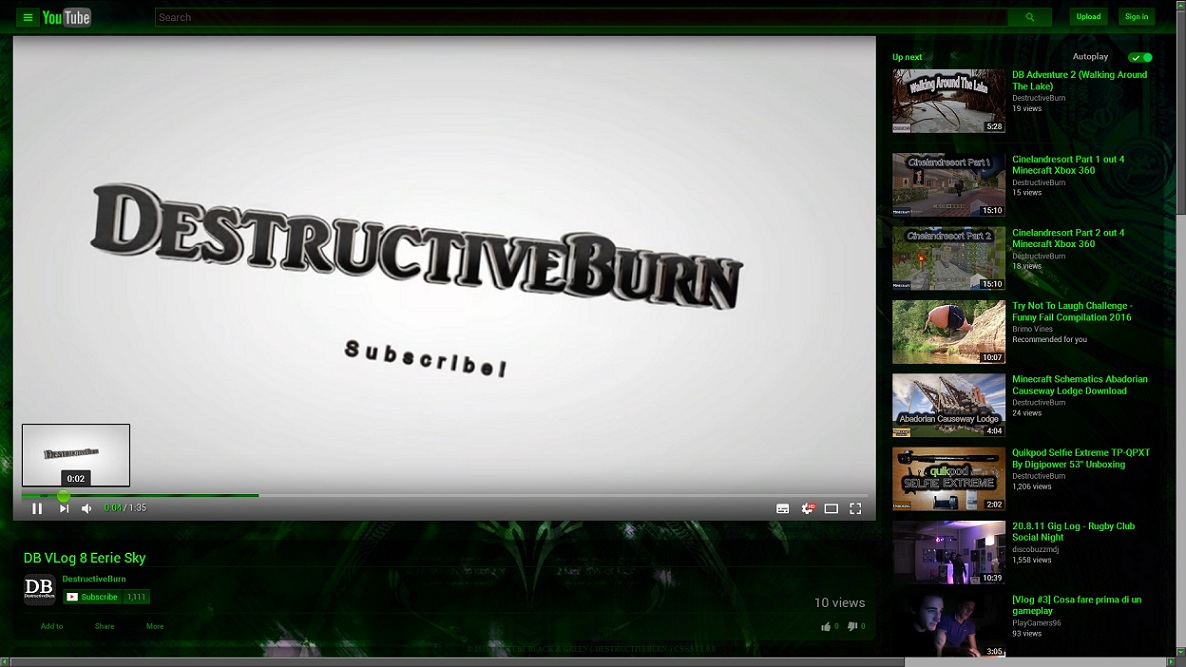 YouTube
Search
Upload
Sign in
DestructiveBurn
Subscribe!
DestructiveBurn
0:02
0:04 / 1:35
DB VLog 8 Eerie Sky
DB
DestructiveBurn
DestructiveBurn
Subscribe 1,111
10 views
Add to
Share
More
0 0
Up next
Autoplay
Walking Around The Lake
5:28
DB Adventure 2 (Walking Around
The Lake)
DestructiveBurn
19 views
Cinelandresort Part 1
15:10
Cinelandresort Part 1 out 4
Minecraft Xbox 360
DestructiveBurn
15 views
Cinelandresort Part 2
15:10
Cinelandresort Part 2 out 4
Minecraft Xbox 360
DestructiveBurn
18 views
10:07
Try Not To Laugh Challenge -
Funny Fail Compilation 2016
Brimo Vines
Recommended for you
Abadorian Causeway Lodge
4:04
Minecraft Schematics Abadorian
Causeway Lodge Download
DestructiveBurn
24 views
quikpod
SELFIE EXTREME
2:02
Quikpod Selfie Extreme TP-QPXT
By Digipower 53" Unboxing
DestructiveBurn
1,206 views
10:39
20.8.11 Gig Log - Rugby Club
Social Night
discobuzzmdj
1,558 views
3:05
[Vlog #3] Cosa fare prima di un
gameplay
PlayGamers96
93 views